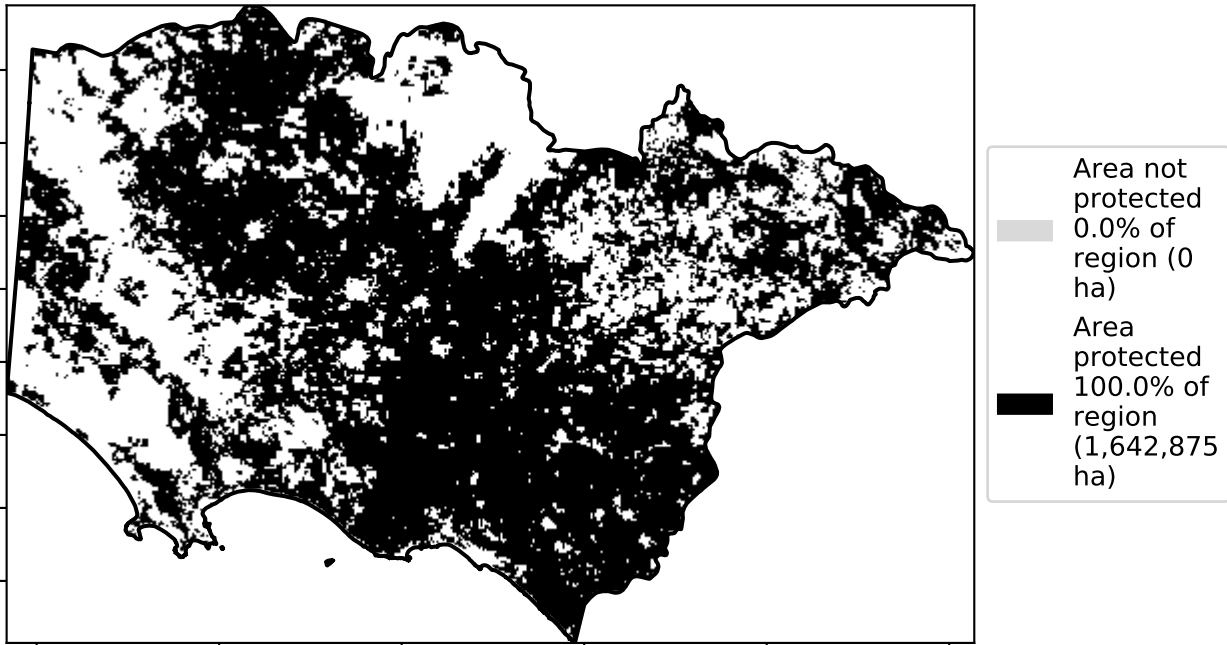 Area not
protected
0.0% of
region (0
ha)
Area
protected
100.0% of
region
(1,642,875
ha)